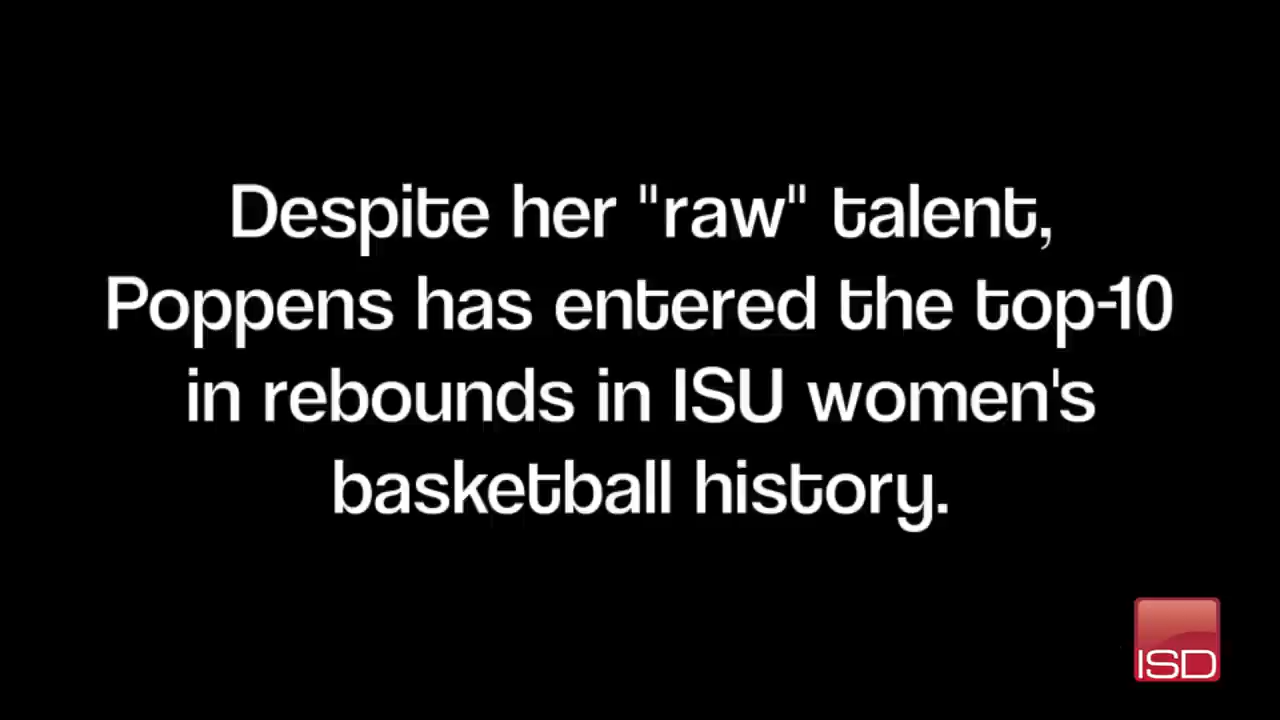 Despite her "raw" talent,
Poppens has entered the top-10
in rebounds in ISU women's
basketball history.
ISD